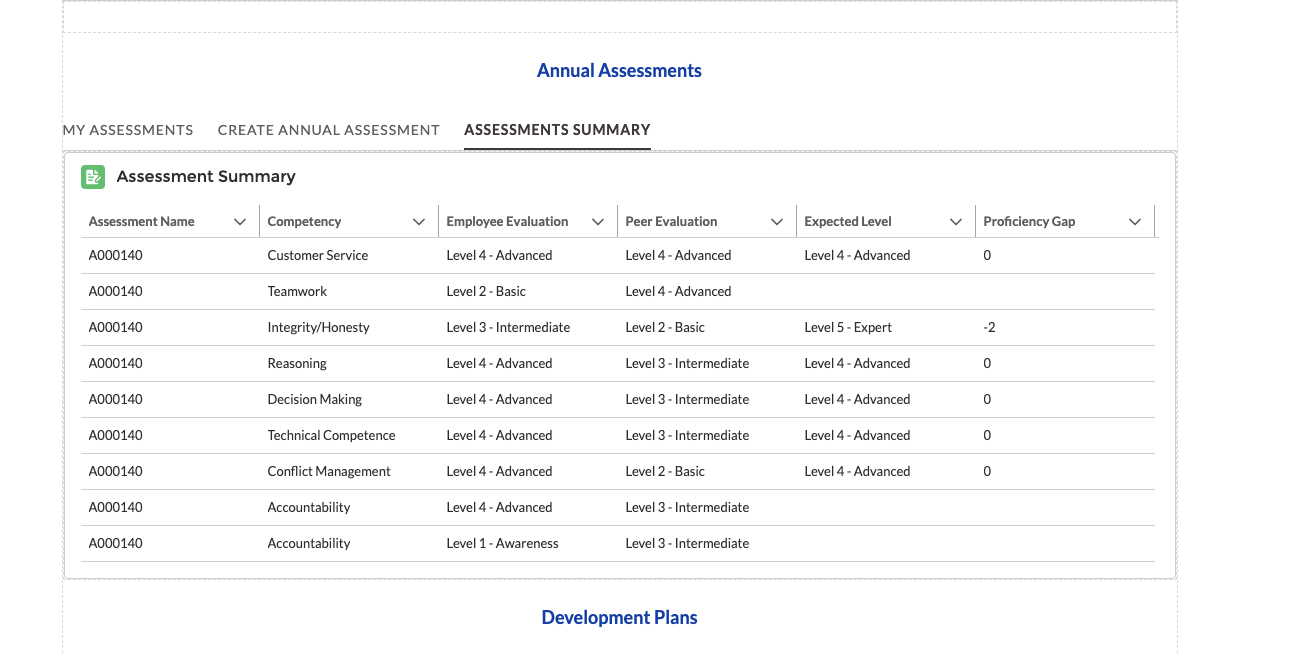 Annual Assessments
MY ASSESSMENTS CREATE ANNUAL ASSESSMENT ASSESSMENTS SUMMARY
Assessment Summary
Assessment Name Competency Employee Evaluation Peer Evaluation Expected Level Proficiency Gap
A000140 Customer Service Level 4 - Advanced Level 4 - Advanced Level 4 - Advanced 0
A000140 Teamwork Level 2 - Basic Level 4 - Advanced
A000140 Integrity/Honesty Level 3 - Intermediate Level 2 - Basic Level 5 - Expert -2
A000140 Reasoning Level 4 - Advanced Level 3 - Intermediate Level 4 - Advanced 0
A000140 Decision Making Level 4 - Advanced Level 3 - Intermediate Level 4 - Advanced 0
A000140 Technical Competence Level 4 - Advanced Level 3 - Intermediate Level 4 - Advanced 0
A000140 Conflict Management Level 4 - Advanced Level 2 - Basic Level 4 - Advanced 0
A000140 Accountability Level 4 - Advanced Level 3 - Intermediate
A000140 Accountability Level 1 - Awareness Level 3 - Intermediate
Development Plans